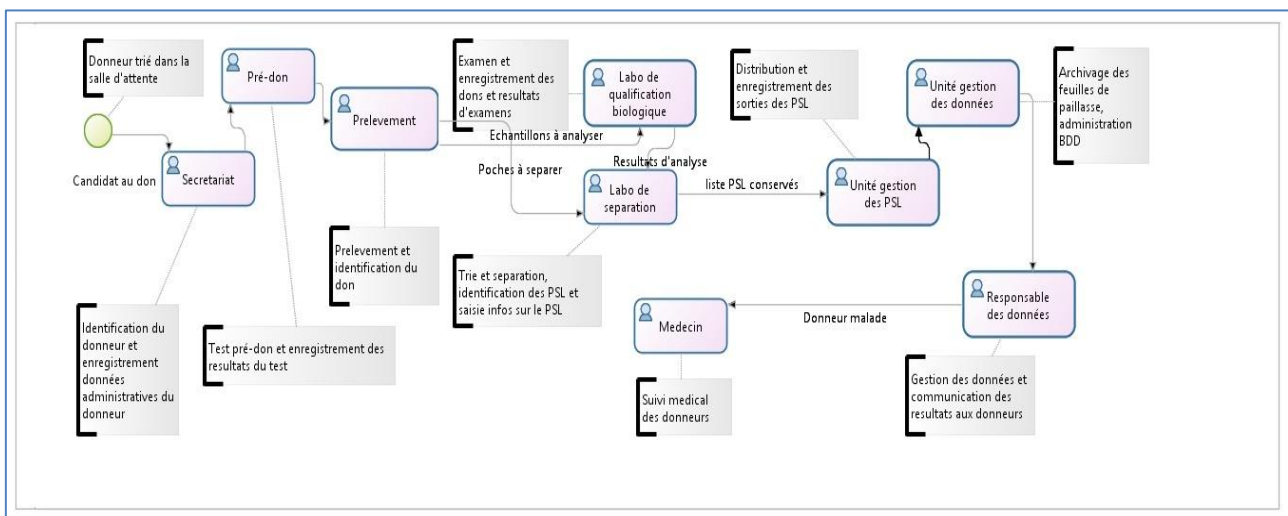 Donneur trié dans la
salle d'attente
Candidat au don
Secretariat
Identification du
donneur et
enregistrement
données
administratives du
donneur
Pré-don
Test pré-don et enregistrement des
resultats du test
Prelevement
Prelevement et
identification du
don
Examen et
enregistrement des
dons et resultats
d'examens
Echantillons à analyser
Poches à séparer
Labo de
qualification
biologique
Resultats d'analyse
Labo de
separation
Trie et separation,
identification des PSL et
saisie infos sur le PSL
liste PSL conservés
Distribution et
enregistrement des
sorties des PSL
Unité gestion
des PSL
Unité gestion
des données
Archivage des
feuilles de
paillasse,
administration
BDD
Responsable
des données
Gestion des données et
communication des
resultats aux donneurs
Donneur malade
Medecin
Suivi medical
des donneurs